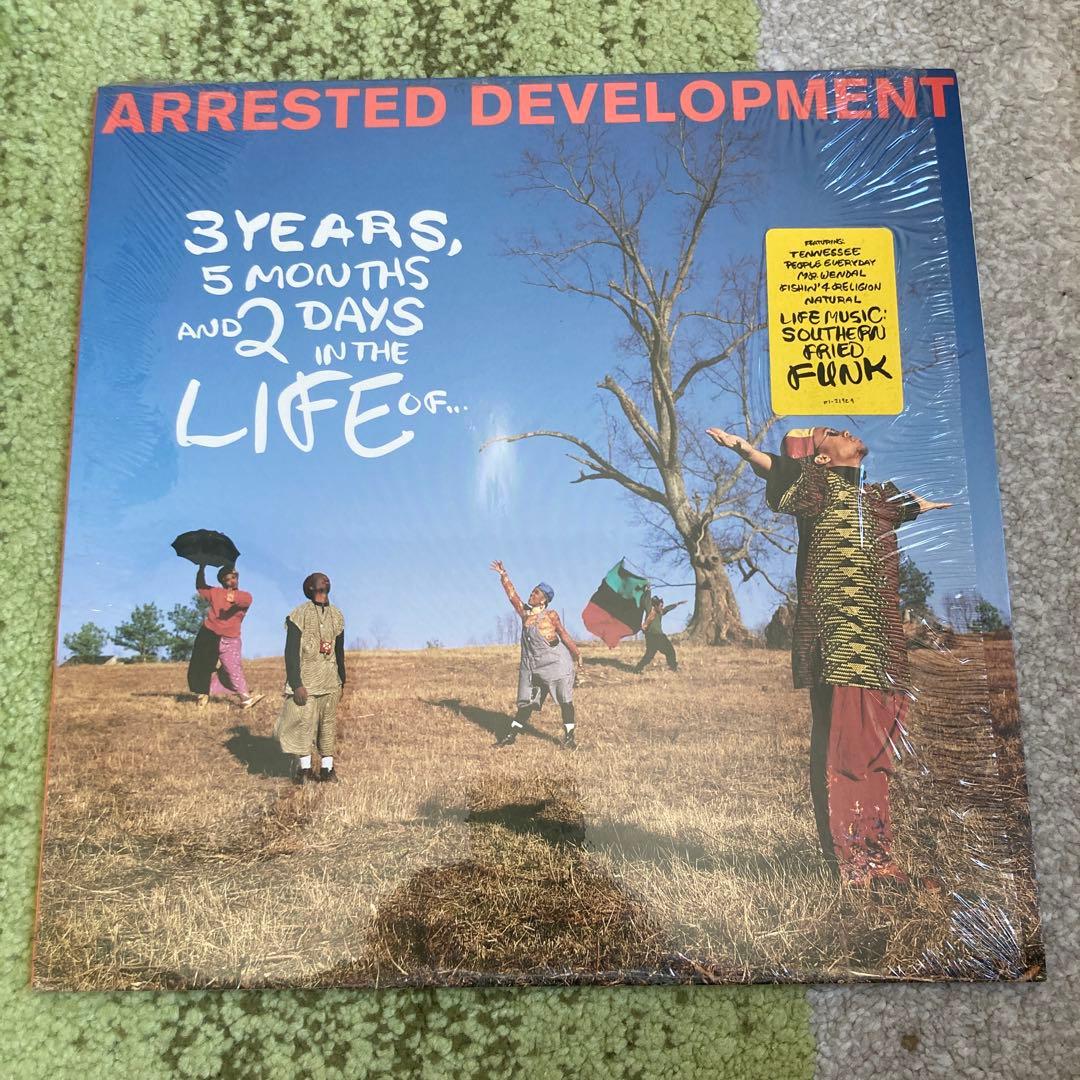 ARRESTED DEVELOPMENT
3 YEARS,
5 MONTHS
AND 2 DAYS
IN THE
LIFE OF...
FEATURING:
TENNESSEE
PEOPLE EVERYDAY
MR. WENDAL
FISHIN' 4 RELIGION
NATURAL
LIFE MUSIC:
SOUTHERN
FRIED
FUNK